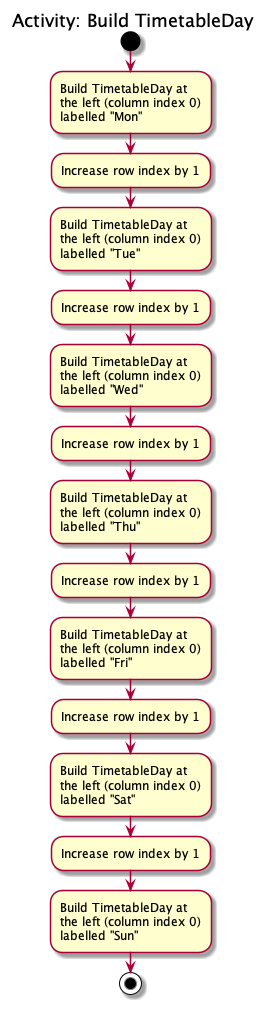 Activity: Build TimetableDay
Build TimetableDay at
the left (column index 0)
labelled "Mon"
Increase row index by 1
Build TimetableDay at
the left (column index 0)
labelled "Tue"
Increase row index by 1
Build TimetableDay at
the left (column index 0)
labelled "Wed"
Increase row index by 1
Build TimetableDay at
the left (column index 0)
labelled "Thu"
Increase row index by 1
Build TimetableDay at
the left (column index 0)
labelled "Fri"
Increase row index by 1
Build TimetableDay at
the left (column index 0)
labelled "Sat"
Increase row index by 1
Build TimetableDay at
the left (column index 0)
labelled "Sun"